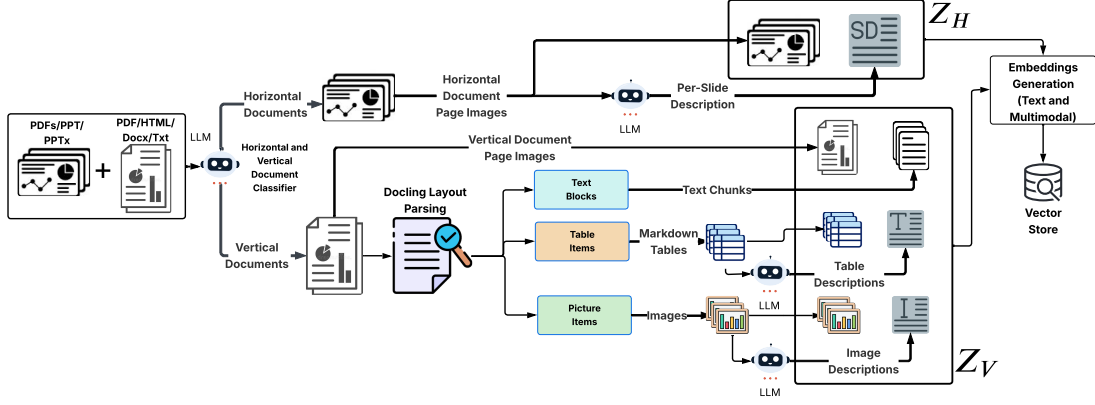 PDFs/PPT/
PPTx
PDF/HTML/
Docx/Txt
LLM
Horizontal and
Vertical
Document
Classifier
Horizontal
Documents
Horizontal
Document
Page Images
LLM
Per-Slide
Description
SD
Z_H
Embeddings
Generation
(Text and
Multimodal)
Vector
Store
Vertical
Documents
Vertical Document
Page Images
Docling Layout
Parsing
Text
Blocks
Text Chunks
Table
Items
Markdown
Tables
LLM
Table
Descriptions
T
Picture
Items
Images
LLM
Image
Descriptions
I
Z_V